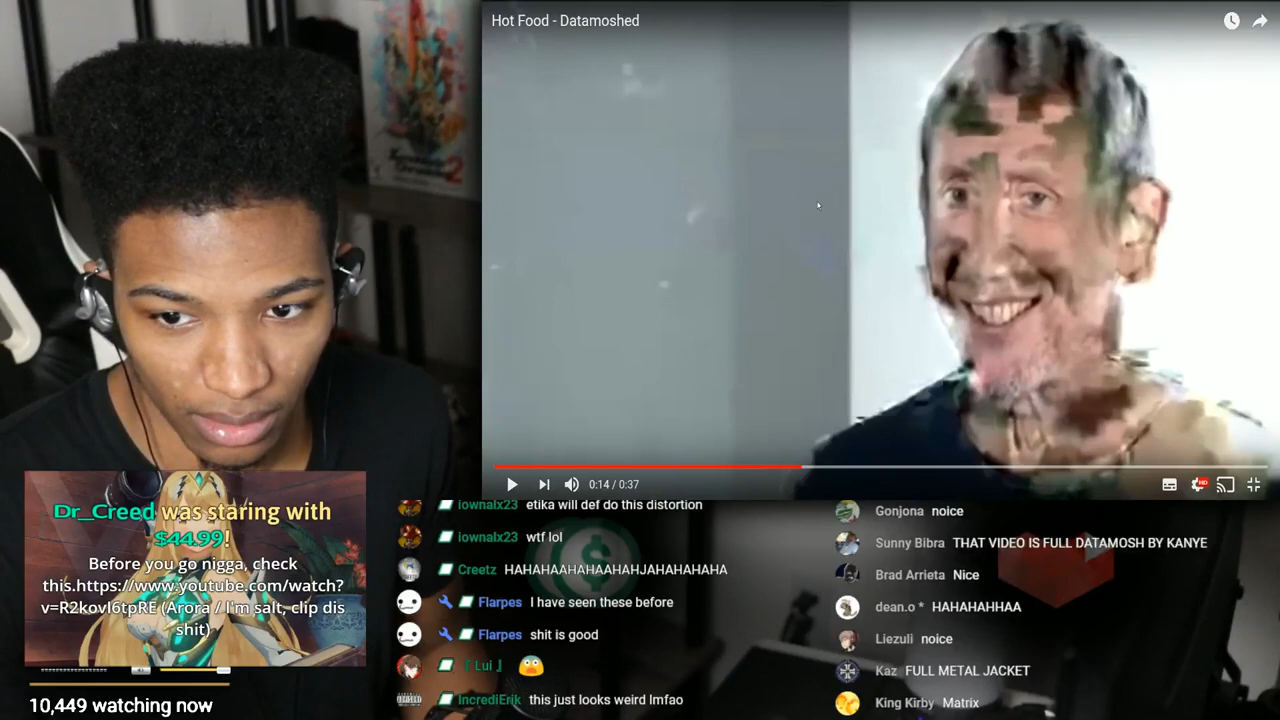 Hot Food - Datamoshed
2
0:14 / 0:37
HD
Dr_Creed was staring with
$44.99!
Before you go nigga, check
this.https://www.youtube.com/watch?
v=R2kovI6tpRE (Arora / I'm salt, clip dis
shit)
10,449 watching now
iownalx23 etika will def do this distortion
iownalx23 wtf lol
Creetz HAHAHAAHAHAAHAHJAHAHAHAHA
Flarpes I have seen these before
Flarpes shit is good
『 Lui 』 😨
IncrediErik this just looks weird lmfao
Gonjona noice
Sunny Bibra THAT VIDEO IS FULL DATAMOSH BY KANYE
Brad Arrieta Nice
dean.o * HAHAHAHHAA
Liezuli noice
Kaz FULL METAL JACKET
King Kirby Matrix